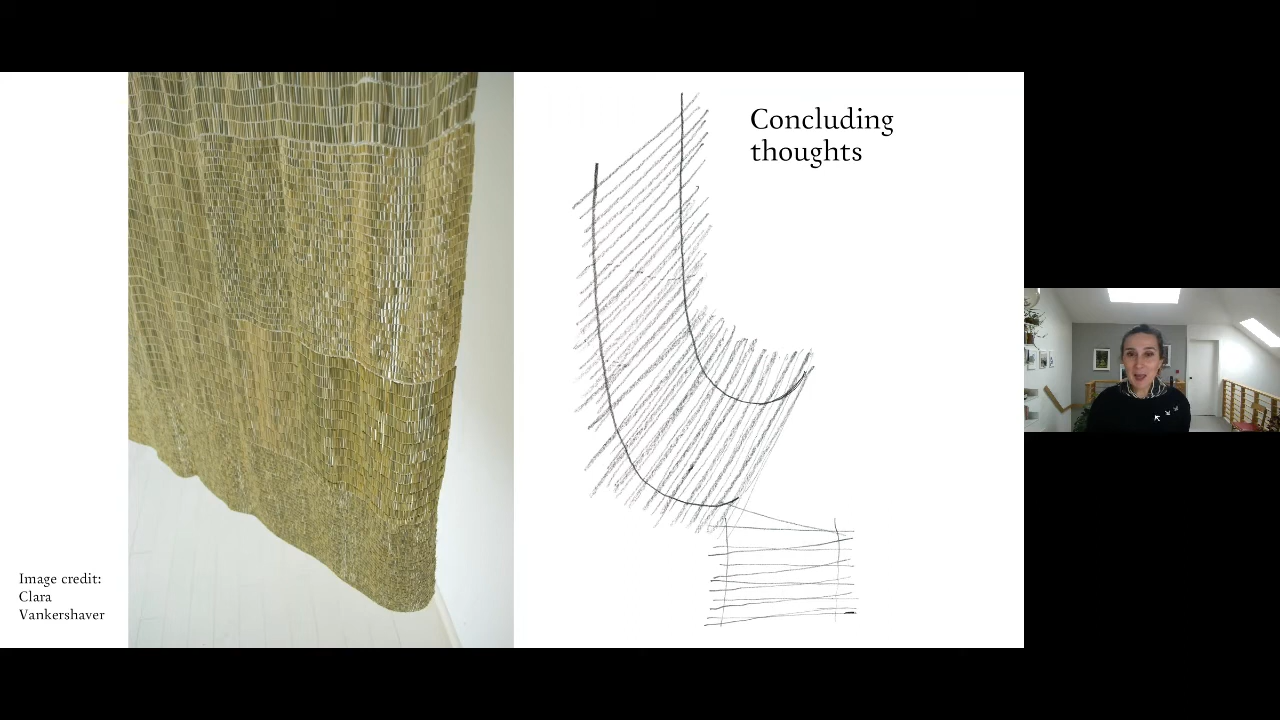 Concluding
thoughts
Image credit:
Clara
Vankershaver